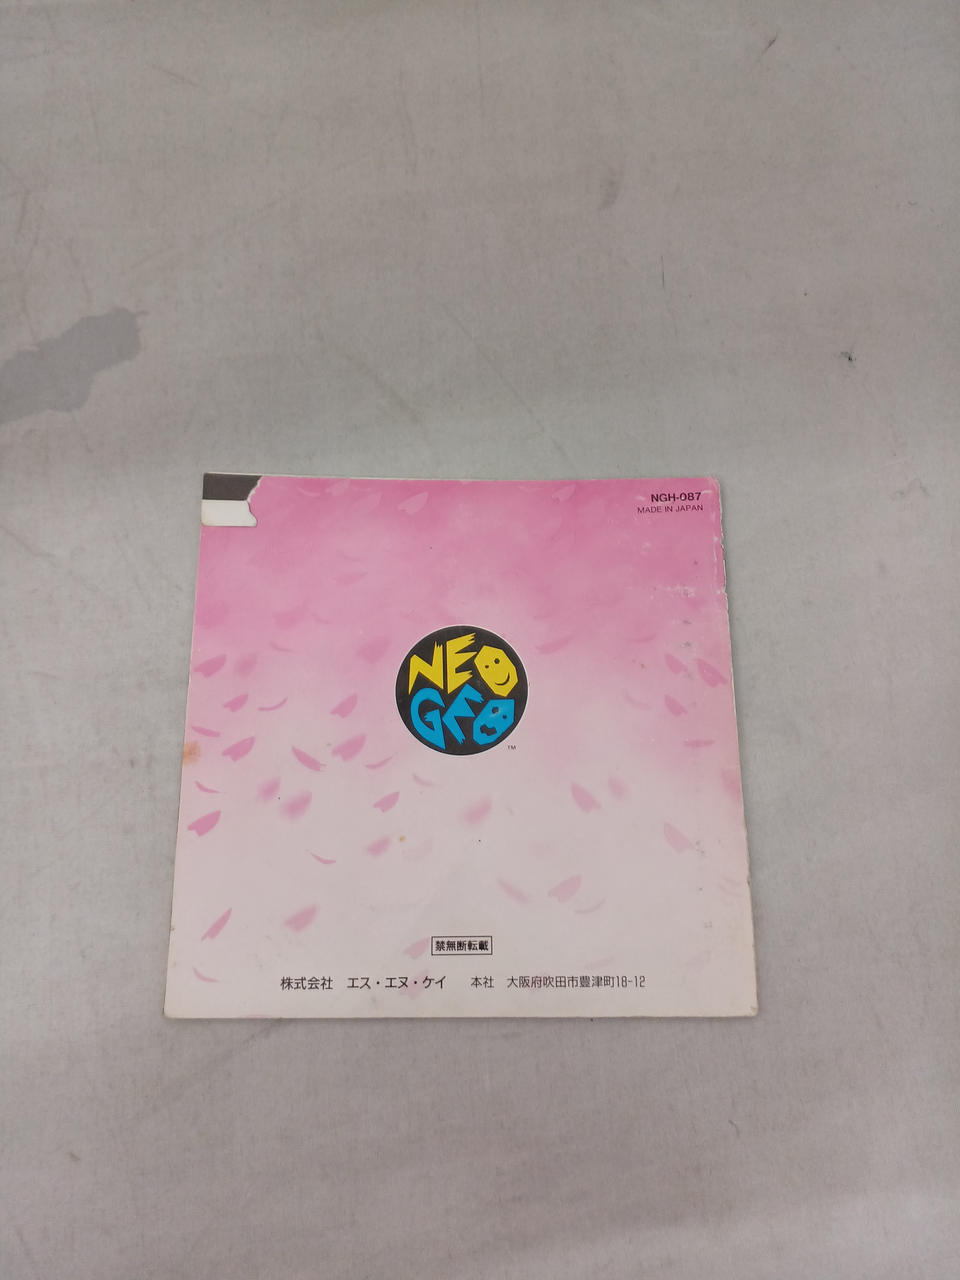 NGH-087
MADE IN JAPAN
NEO
GEO
TM
禁無断転載
株式会社 エス・エヌ・ケイ 本社 大阪府吹田市豊津町18-12